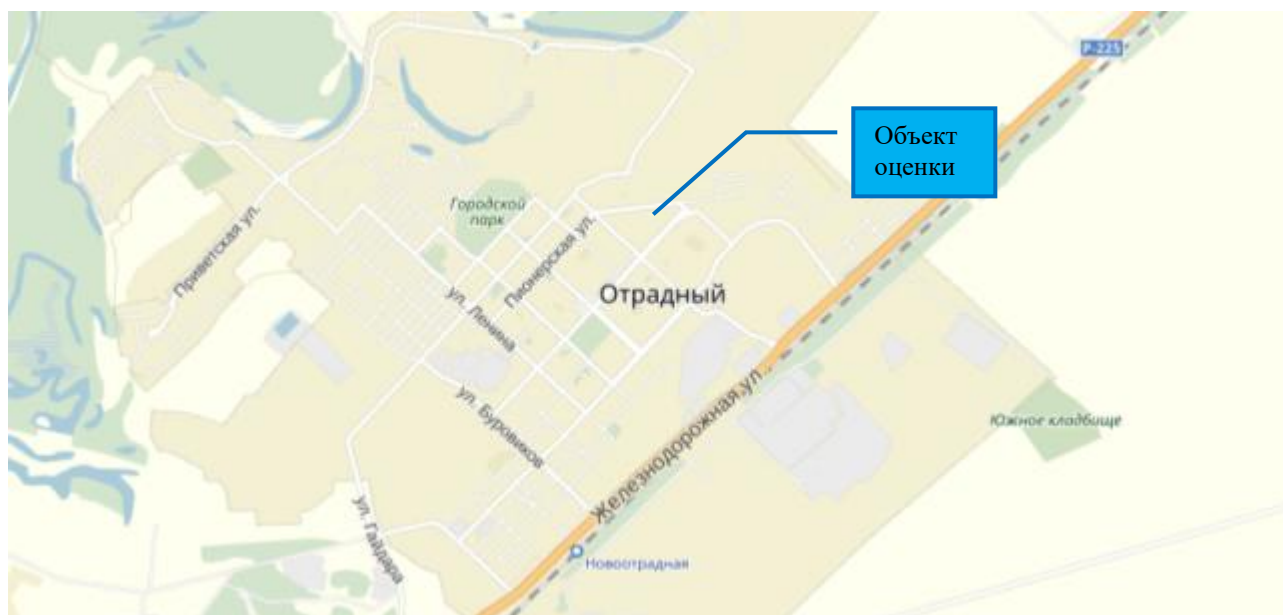 Р-225
Объект
оценки
Городской
парк
Приветская ул.
Пионерская ул.
Отрадный
ул. Ленина
ул. Буровиков
Железнодорожная ул.
Южное кладбище
ул. Гайдара
Новоотрадная